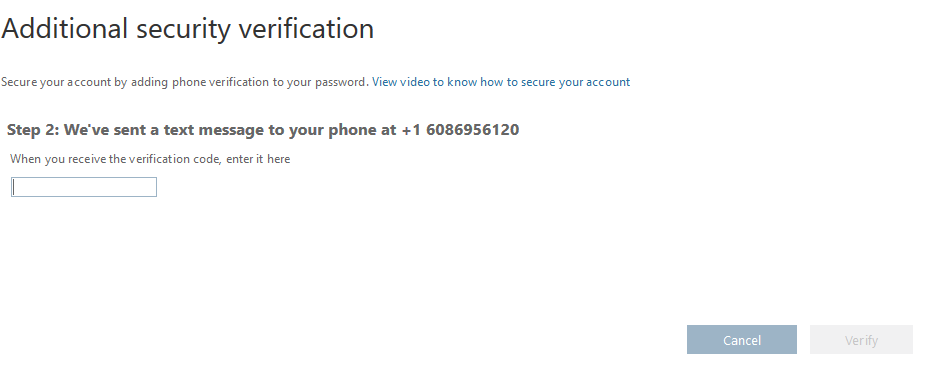 Additional security verification
Secure your account by adding phone verification to your password. View video to know how to secure your account
Step 2: We've sent a text message to your phone at +1 6086956120
When you receive the verification code, enter it here
Cancel Verify